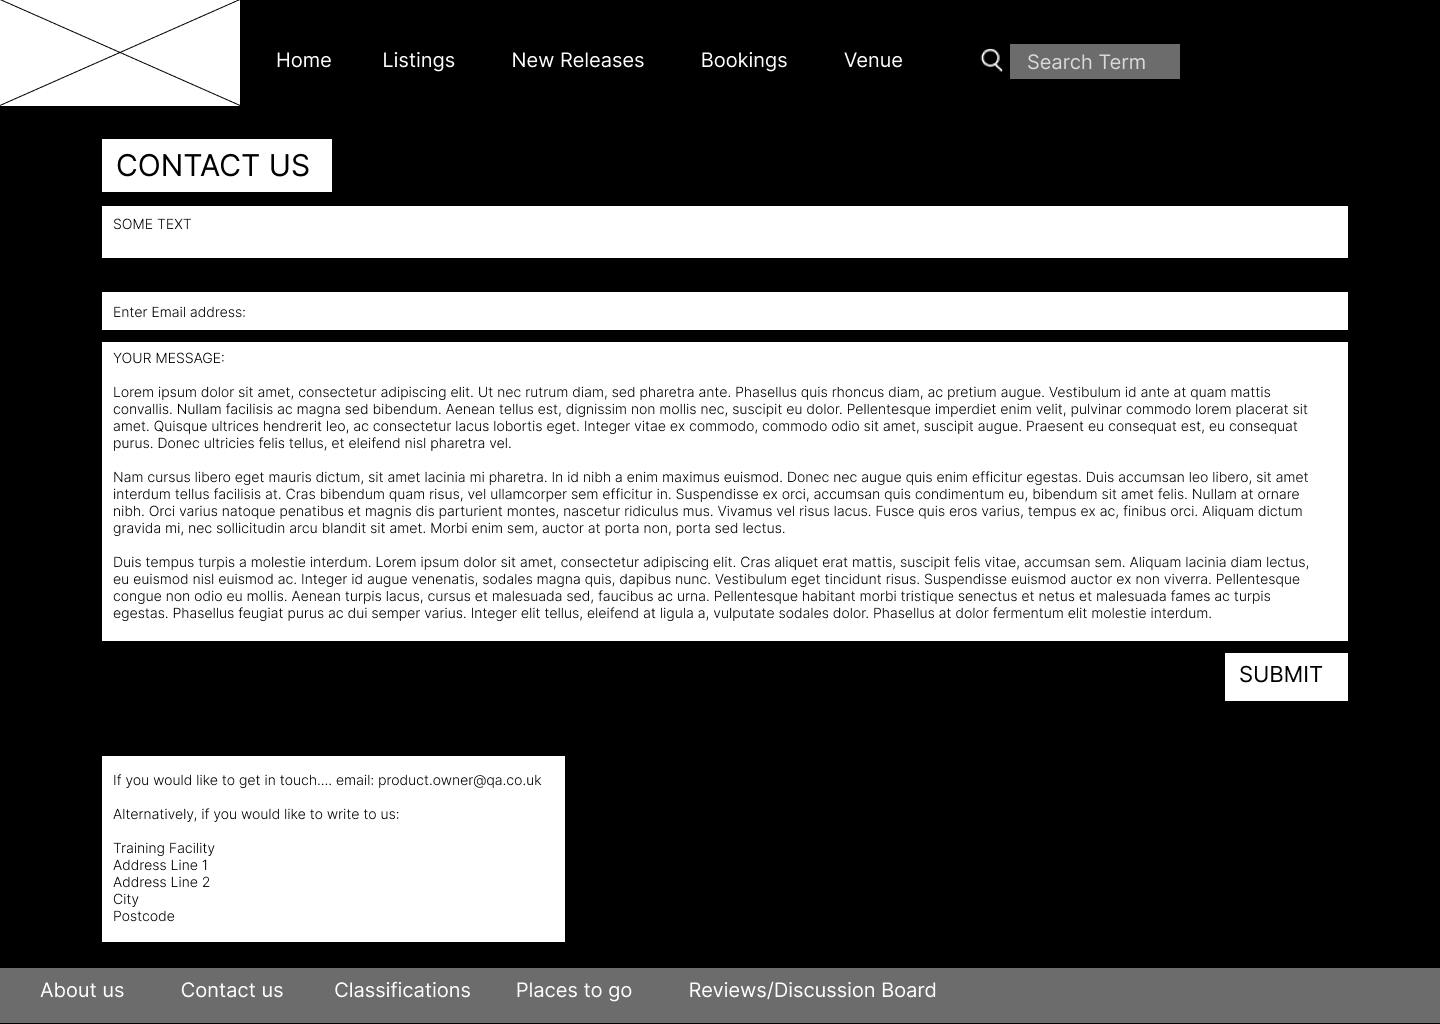 Home Listings New Releases Bookings Venue Search Term
CONTACT US
SOME TEXT
Enter Email address:
YOUR MESSAGE:
Lorem ipsum dolor sit amet, consectetur adipiscing elit. Ut nec rutrum diam, sed pharetra ante. Phasellus quis rhoncus diam, ac pretium augue. Vestibulum id ante at quam mattis
convallis. Nullam facilisis ac magna sed bibendum. Aenean tellus est, dignissim non mollis nec, suscipit eu dolor. Pellentesque imperdiet enim velit, pulvinar commodo lorem placerat sit
amet. Quisque ultrices hendrerit leo, ac consectetur lacus lobortis eget. Integer vitae ex commodo, commodo odio sit amet, suscipit augue. Praesent eu consequat est, eu consequat
purus. Donec ultricies felis tellus, et eleifend nisl pharetra vel.
Nam cursus libero eget mauris dictum, sit amet lacinia mi pharetra. In id nibh a enim maximus euismod. Donec nec augue quis enim efficitur egestas. Duis accumsan leo libero, sit amet
interdum tellus facilisis at. Cras bibendum quam risus, vel ullamcorper sem efficitur in. Suspendisse ex orci, accumsan quis condimentum eu, bibendum sit amet felis. Nullam at ornare
nibh. Orci varius natoque penatibus et magnis dis parturient montes, nascetur ridiculus mus. Vivamus vel risus lacus. Fusce quis eros varius, tempus ex ac, finibus orci. Aliquam dictum
gravida mi, nec sollicitudin arcu blandit sit amet. Morbi enim sem, auctor at porta non, porta sed lectus.
Duis tempus turpis a molestie interdum. Lorem ipsum dolor sit amet, consectetur adipiscing elit. Cras aliquet erat mattis, suscipit felis vitae, accumsan sem. Aliquam lacinia diam lectus,
eu euismod nisl euismod ac. Integer id augue venenatis, sodales magna quis, dapibus nunc. Vestibulum eget tincidunt risus. Suspendisse euismod auctor ex non viverra. Pellentesque
congue non odio eu mollis. Aenean turpis lacus, cursus et malesuada sed, faucibus ac urna. Pellentesque habitant morbi tristique senectus et netus et malesuada fames ac turpis
egestas. Phasellus feugiat purus ac dui semper varius. Integer elit tellus, eleifend at ligula a, vulputate sodales dolor. Phasellus at dolor fermentum elit molestie interdum.
SUBMIT
If you would like to get in touch.... email: product.owner@qa.co.uk
Alternatively, if you would like to write to us:
Training Facility
Address Line 1
Address Line 2
City
Postcode
About us Contact us Classifications Places to go Reviews/Discussion Board